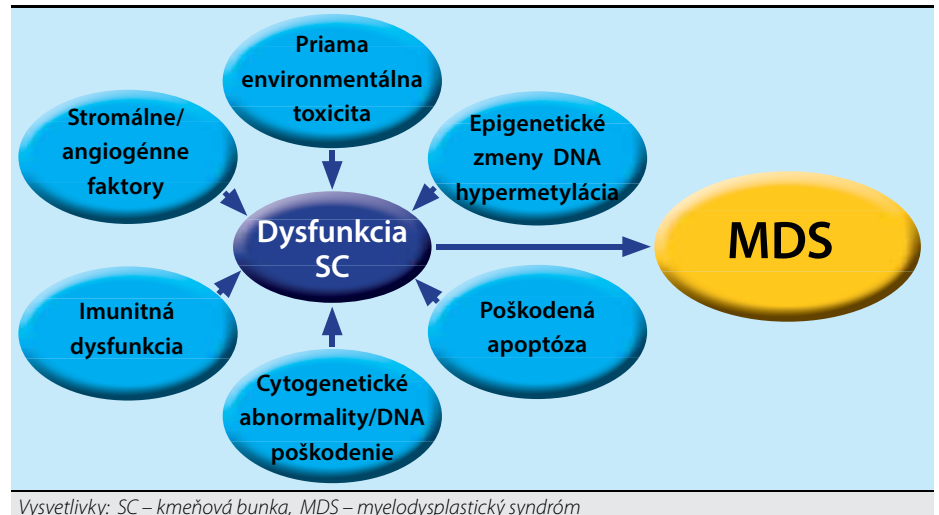 Priama
environmentálna
toxicita
Stromálne/
angiogénne
faktory
Epigenetické
zmeny DNA
hypermetylácia
Dysfunkcia
SC
MDS
Imunitná
dysfunkcia
Poškodená
apoptóza
Cytogenetické
abnormality/DNA
poškodenie
Vysvetlivky: SC – kmeňová bunka, MDS – myelodysplastický syndróm